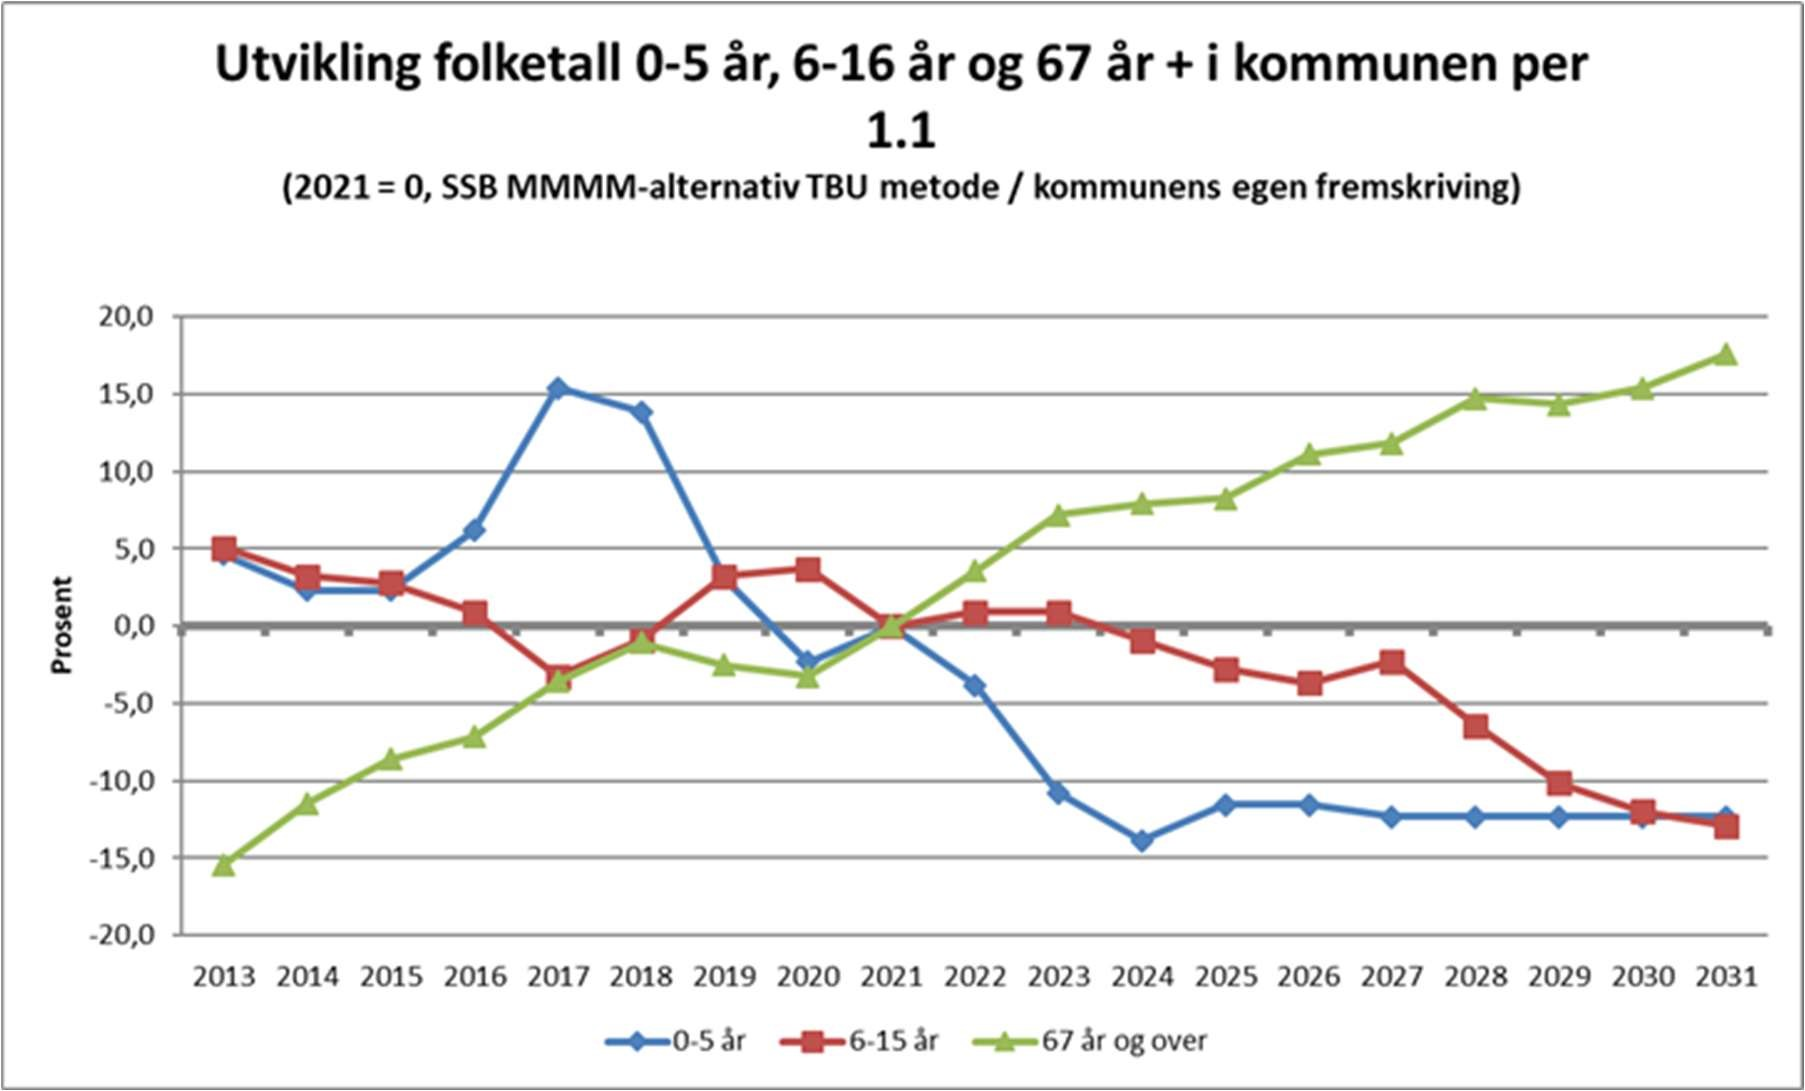 Utvikling folketall 0-5 år, 6-16 år og 67 år + i kommunen per
1.1
(2021 = 0, SSB MMMM-alternativ TBU metode / kommunens egen fremskriving)
Prosent
20,0
15,0
10,0
5,0
0,0
-5,0
-10,0
-15,0
-20,0
2013 2014 2015 2016 2017 2018 2019 2020 2021 2022 2023 2024 2025 2026 2027 2028 2029 2030 2031
0-5 år 6-15 år 67 år og over